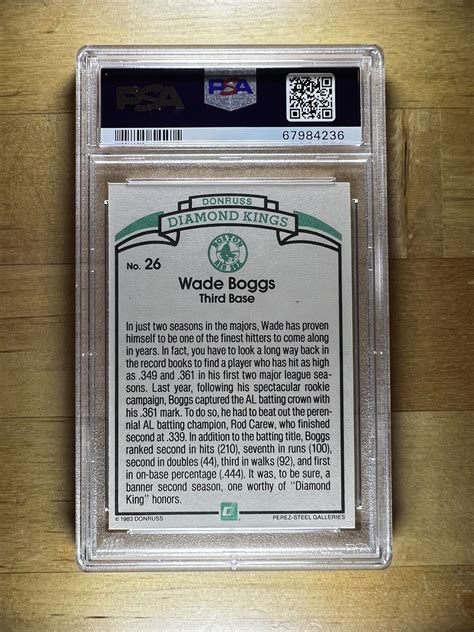 PSA
PSA
67984236
DONRUSS
DIAMOND KINGS
BOSTON
RED SOX
No. 26
Wade Boggs
Third Base
In just two seasons in the majors, Wade has proven
himself to be one of the finest hitters to come along
in years. In fact, you have to look a long way back in
the record books to find a player who has hit as high
as .349 and .361 in his first two major league sea-
sons. Last year, following his spectacular rookie
campaign, Boggs captured the AL batting crown with
his .361 mark. To do so, he had to beat out the peren-
nial AL batting champion, Rod Carew, who finished
second at .339. In addition to the batting title, Boggs
ranked second in hits (210), seventh in runs (100),
second in doubles (44), third in walks (92), and first
in on-base percentage (.444). It was, to be sure, a
banner second season, one worthy of "Diamond
King" honors.
© 1983 DONRUSS
PEREZ-STEEL GALLERIES